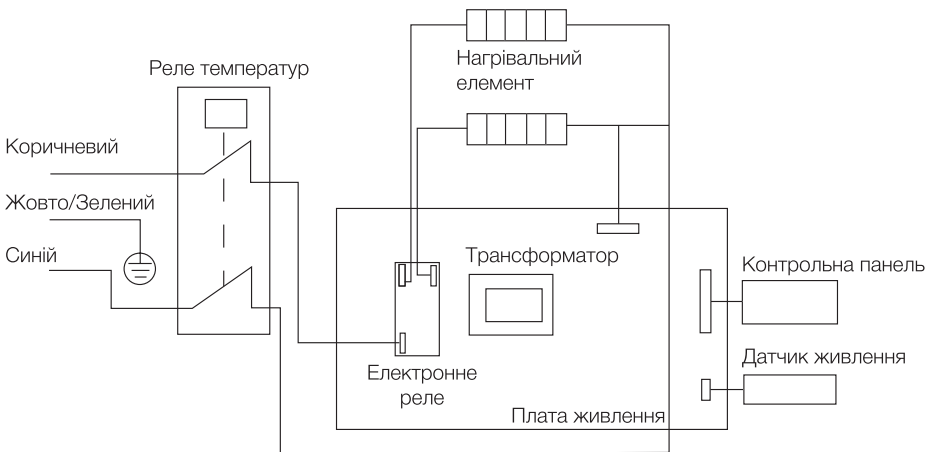 Нагрівальний
елемент
Реле температур
Коричневий
Жовто/Зелений
Синій
Трансформатор
Контрольна панель
Датчик живлення
Електронне
реле
Плата живлення